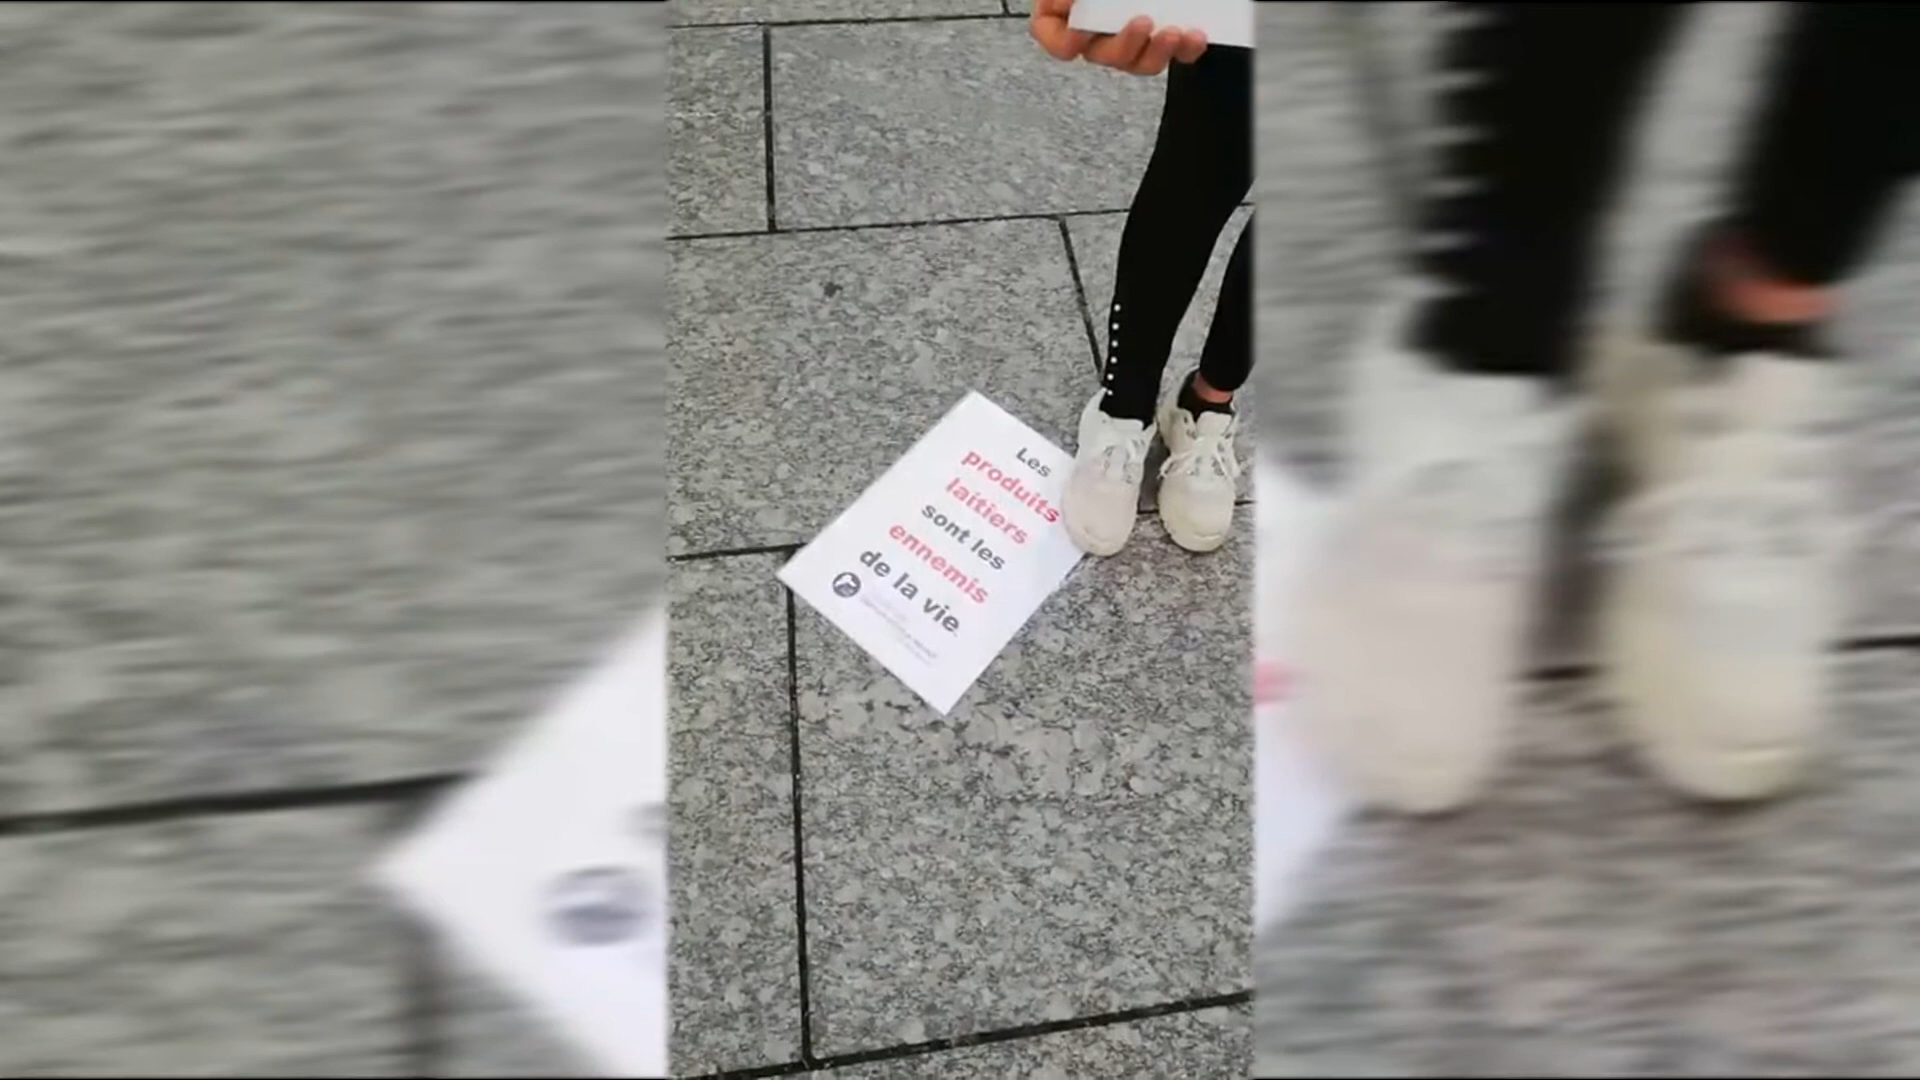 Les
produits
laitiers
sont les
ennemis
de la vie.